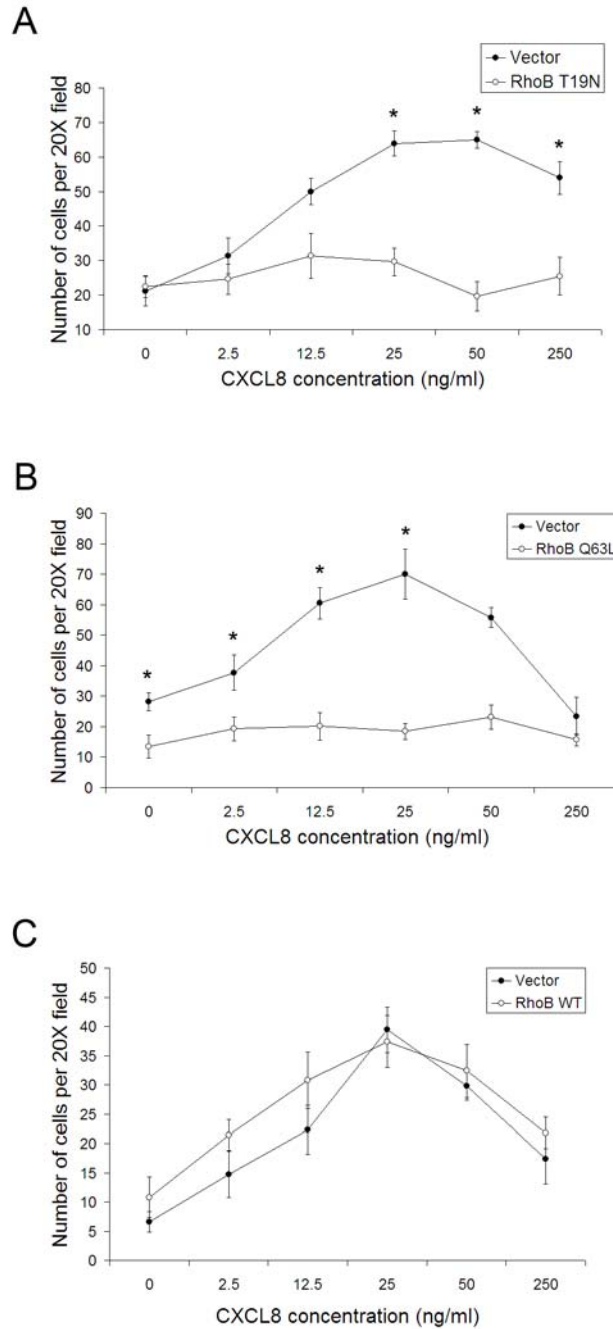 A
Vector
RhoB T19N
Number of cells per 20X field
80
70
60
50
40
30
20
10
* * *
0 2.5 12.5 25 50 250
CXCL8 concentration (ng/ml)
B
Vector
RhoB Q63L
Number of cells per 20X field
90
80
70
60
50
40
30
20
10
0
* * * *
0 2.5 12.5 25 50 250
CXCL8 concentration (ng/ml)
C
Vector
RhoB WT
Number of cells per 20X field
50
45
40
35
30
25
20
15
10
5
0
0 2.5 12.5 25 50 250
CXCL8 concentration (ng/ml)